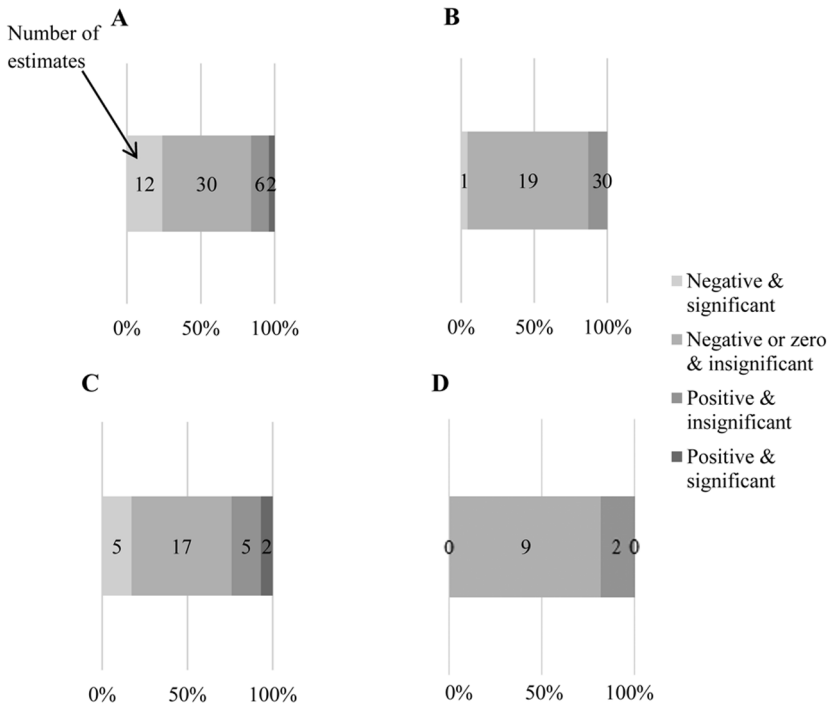 A
Number of
estimates
12 30 6 2
0% 50% 100%
B
1 19 3 0
0% 50% 100%
Negative &
significant
Negative or zero
& insignificant
Positive &
insignificant
Positive &
significant
C
5 17 5 2
0% 50% 100%
D
0 9 2 0
0% 50% 100%